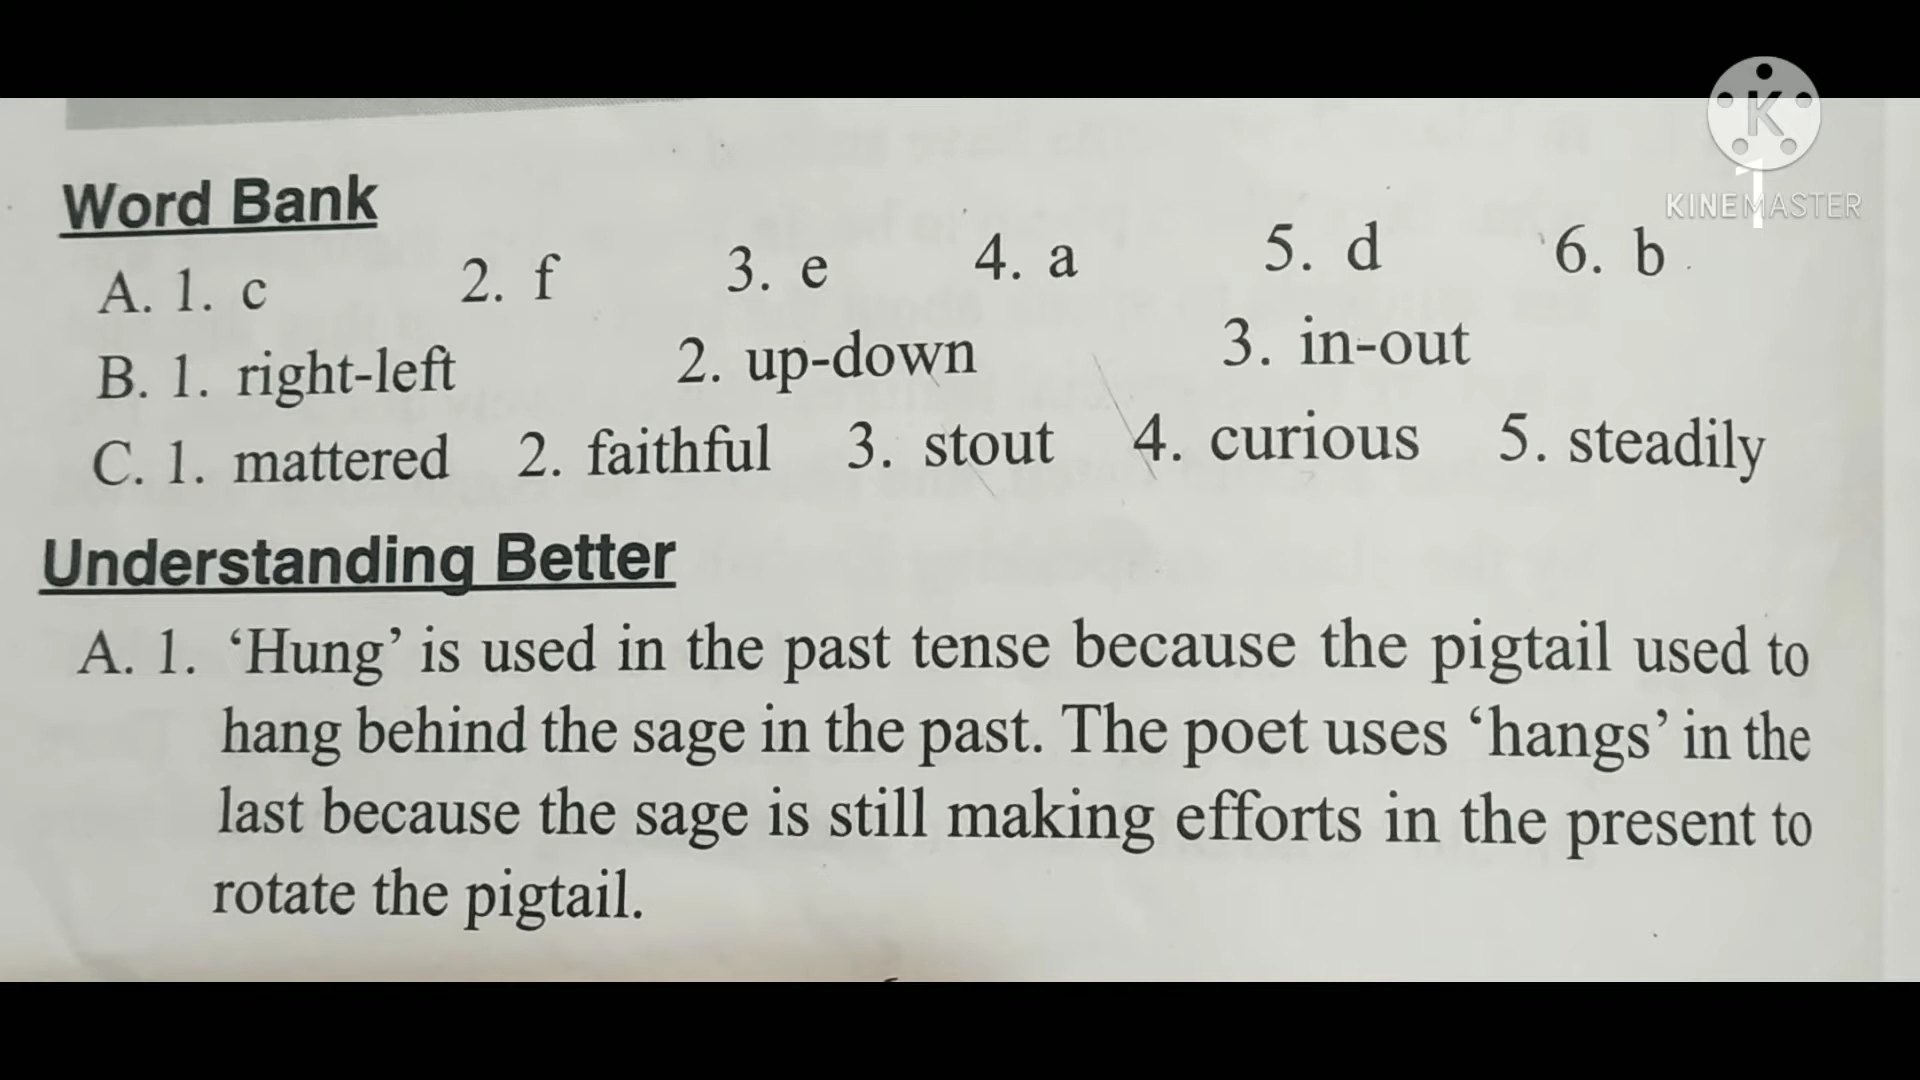 K
1
KINEMASTER
Word Bank
A. 1. c 2. f 3. e 4. a 5. d 6. b
B. 1. right-left 2. up-down 3. in-out
C. 1. mattered 2. faithful 3. stout 4. curious 5. steadily
Understanding Better
A. 1. ‘Hung’ is used in the past tense because the pigtail used to
hang behind the sage in the past. The poet uses ‘hangs’ in the
last because the sage is still making efforts in the present to
rotate the pigtail.